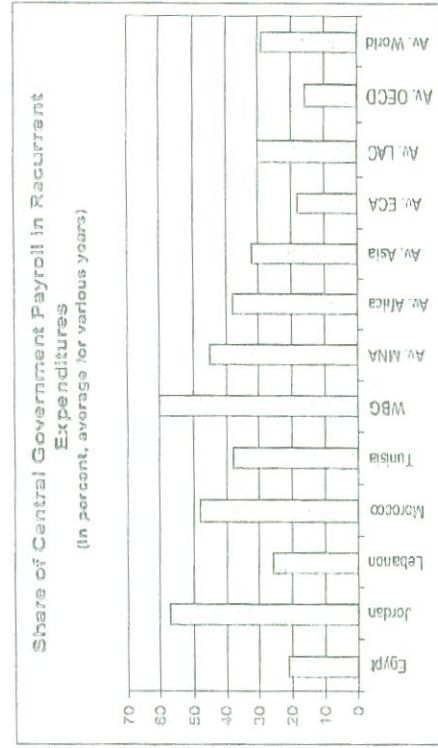 Share of Central Government Payroll in Recurrent
Expenditures
(In percent, average for various years)
70
60
50
40
30
20
10
0
Egypt
Jordan
Lebanon
Morocco
Tunisia
WBG
Av. MNA
Av. Africa
Av. Asia
Av. ECA
Av. LAC
Av. OECD
Av. World